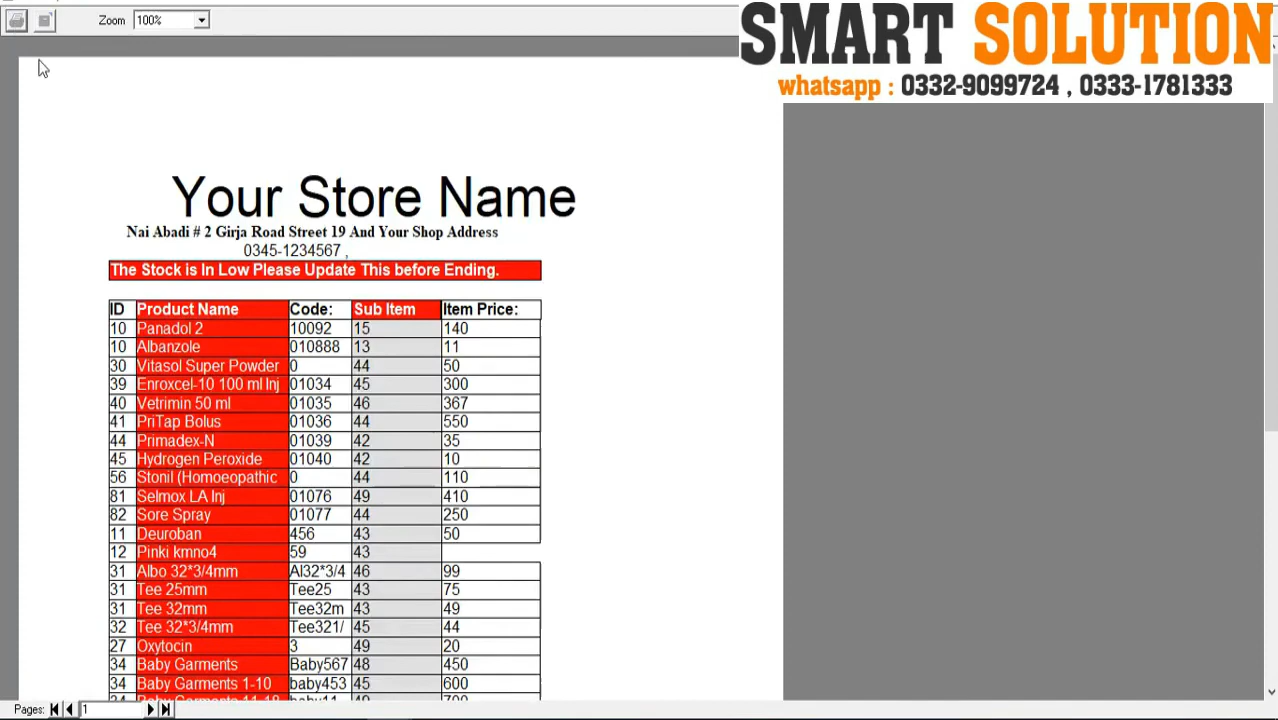 Zoom 100%
SMART SOLUTION
whatsapp : 0332-9099724 , 0333-1781333
Your Store Name
Nai Abadi # 2 Girja Road Street 19 And Your Shop Address
0345-1234567 ,
The Stock is In Low Please Update This before Ending.
ID Product Name Code: Sub Item Item Price:
10 Panadol 2 10092 15 140
10 Albanzole 010888 13 11
30 Vitasol Super Powder 0 44 50
39 Enroxcel-10 100 ml Inj 01034 45 300
40 Vetrimin 50 ml 01035 46 367
41 PriTap Bolus 01036 44 550
44 Primadex-N 01039 42 35
45 Hydrogen Peroxide 01040 42 10
56 Stonil (Homoeopathic 0 44 110
81 Selmox LA Inj 01076 49 410
82 Sore Spray 01077 44 250
11 Deuroban 456 43 50
12 Pinki kmno4 59 43
31 Albo 32*3/4mm Al32*3/4 46 99
31 Tee 25mm Tee25 43 75
31 Tee 32mm Tee32m 43 49
32 Tee 32*3/4mm Tee321/ 45 44
27 Oxytocin 3 49 20
34 Baby Garments Baby567 48 450
34 Baby Garments 1-10 baby453 45 600
Pages: 1